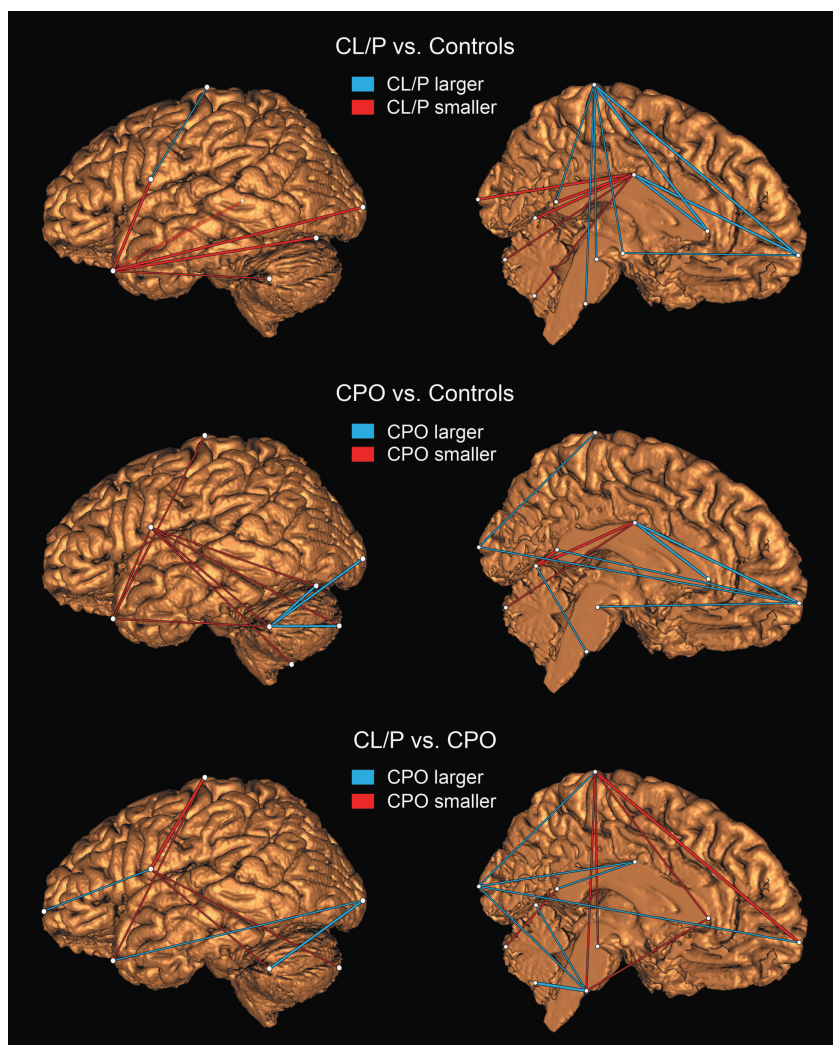 CL/P vs. Controls
CL/P larger
CL/P smaller
CPO vs. Controls
CPO larger
CPO smaller
CL/P vs. CPO
CPO larger
CPO smaller